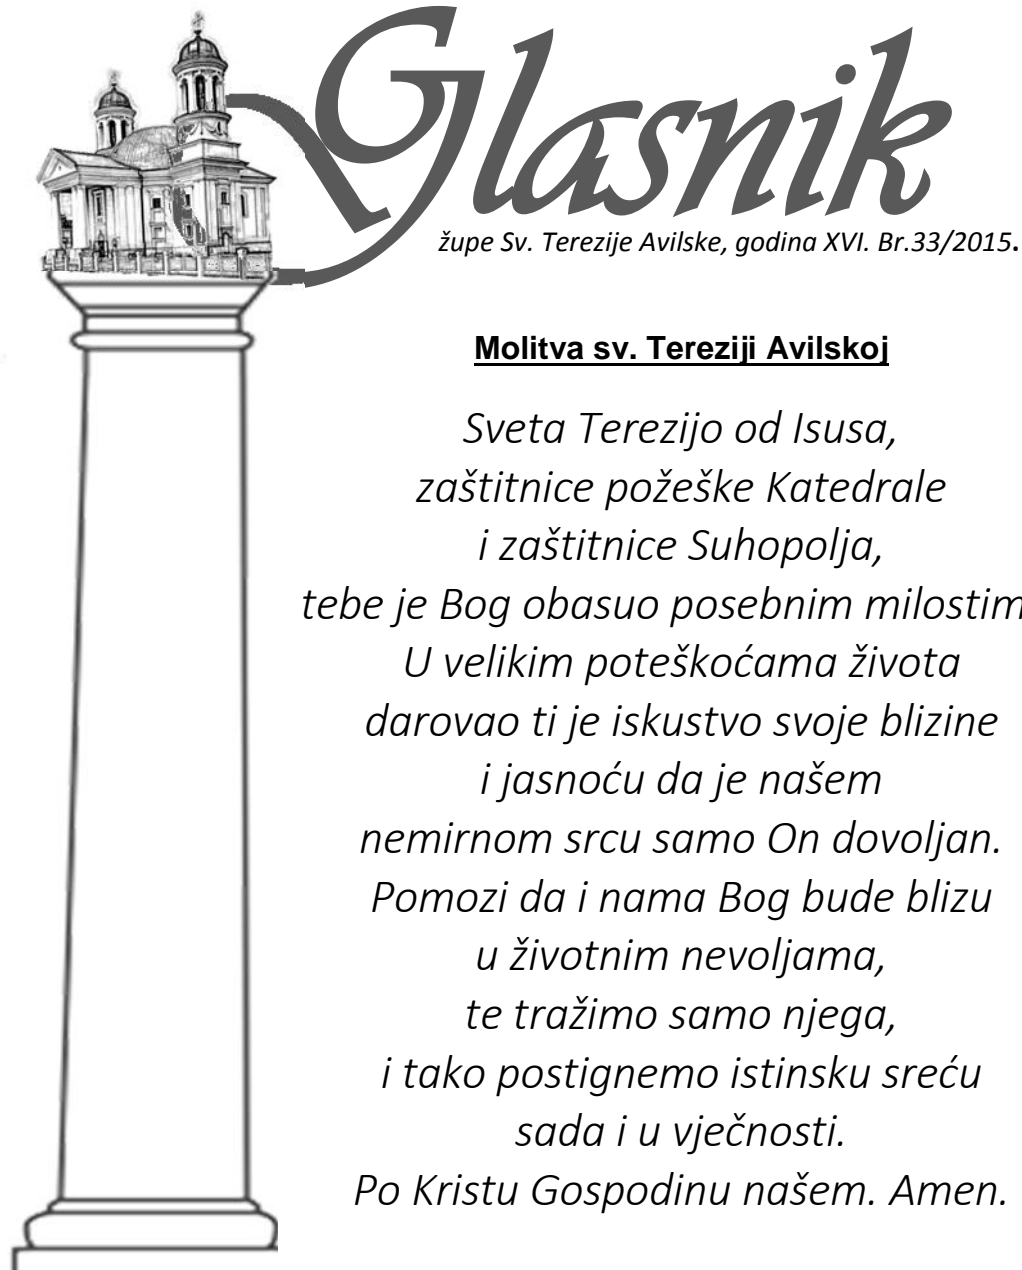 Glasnik
župe Sv. Terezije Avilske, godina XVI. Br.33/2015.
Molitva sv. Tereziji Avilskoj
Sveta Terezijo od Isusa,
zaštitnice požeške Katedrale
i zaštitnice Suhopolja,
tebe je Bog obasuo posebnim milostim
U velikim poteškoćama života
darovao ti je iskustvo svoje blizine
i jasnoću da je našem
nemirnom srcu samo On dovoljan.
Pomozi da i nama Bog bude blizu
u životnim nevoljama,
te tražimo samo njega,
i tako postignemo istinsku sreću
sada i u vječnosti.
Po Kristu Gospodinu našem. Amen.